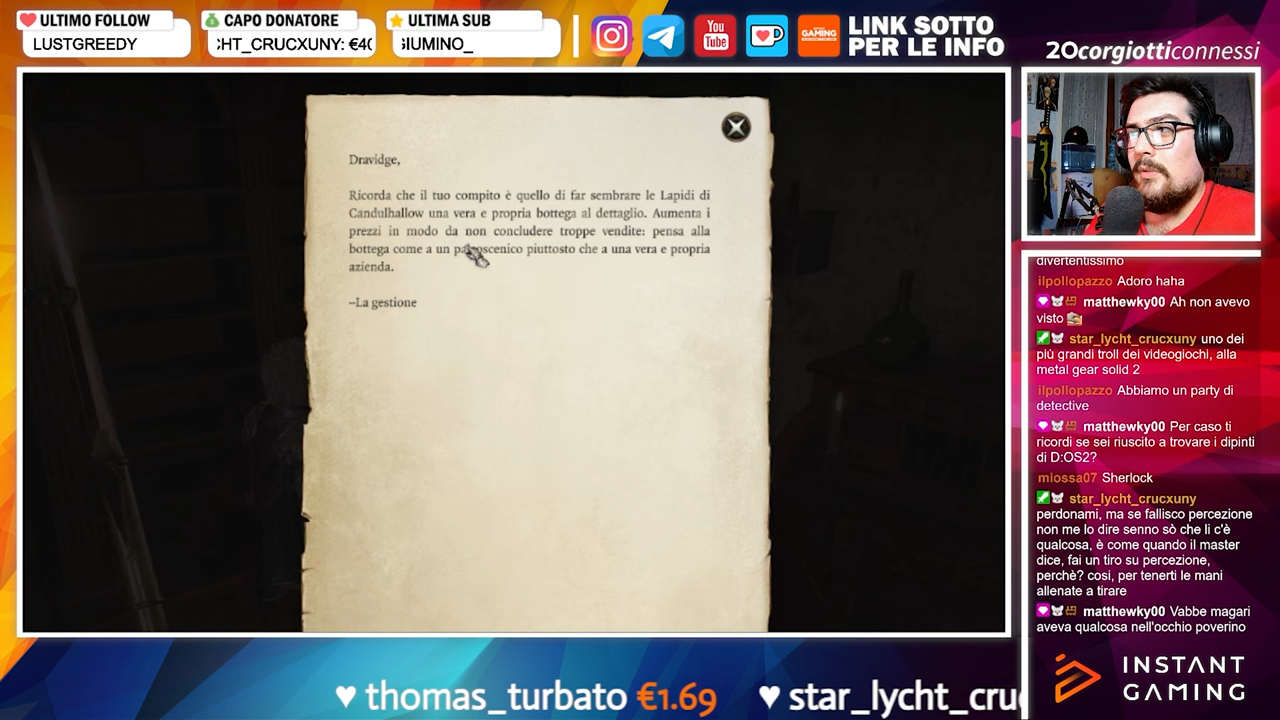 ULTIMO FOLLOW
LUSTGREEDY
CAPO DONATORE
CHT_CRUCXUNY: €40
ULTIMA SUB
GIUMINO_
You
Tube
GAMING
LINK SOTTO
PER LE INFO
20corgiotticonnessi
Dravidge,
Ricorda che il tuo compito è quello di far sembrare le Lapidi di
Candulhallow una vera e propria bottega al dettaglio. Aumenta i
prezzi in modo da non concludere troppe vendite: pensa alla
bottega come a un palcoscenico piuttosto che a una vera e propria
azienda.
–La gestione
divertentissimo
ilpollopazzo Adoro haha
matthewky00 Ah non avevo
visto
star_lycht_crucxuny uno dei
più grandi troll dei videogiochi, alla
metal gear solid 2
ilpollopazzo Abbiamo un party di
detective
matthewky00 Per caso ti
ricordi se sei riuscito a trovare i dipinti
di D:OS2?
miossa07 Sherlock
star_lycht_crucxuny
perdonami, ma se fallisco percezione
non me lo dire senno sò che li c'è
qualcosa, è come quando il master
dice, fai un tiro su percezione,
perchè? cosi, per tenerti le mani
allenate a tirare
matthewky00 Vabbe magari
aveva qualcosa nell'occhio poverino
thomas_turbato €1.69
star_lycht_cruc
INSTANT
GAMING